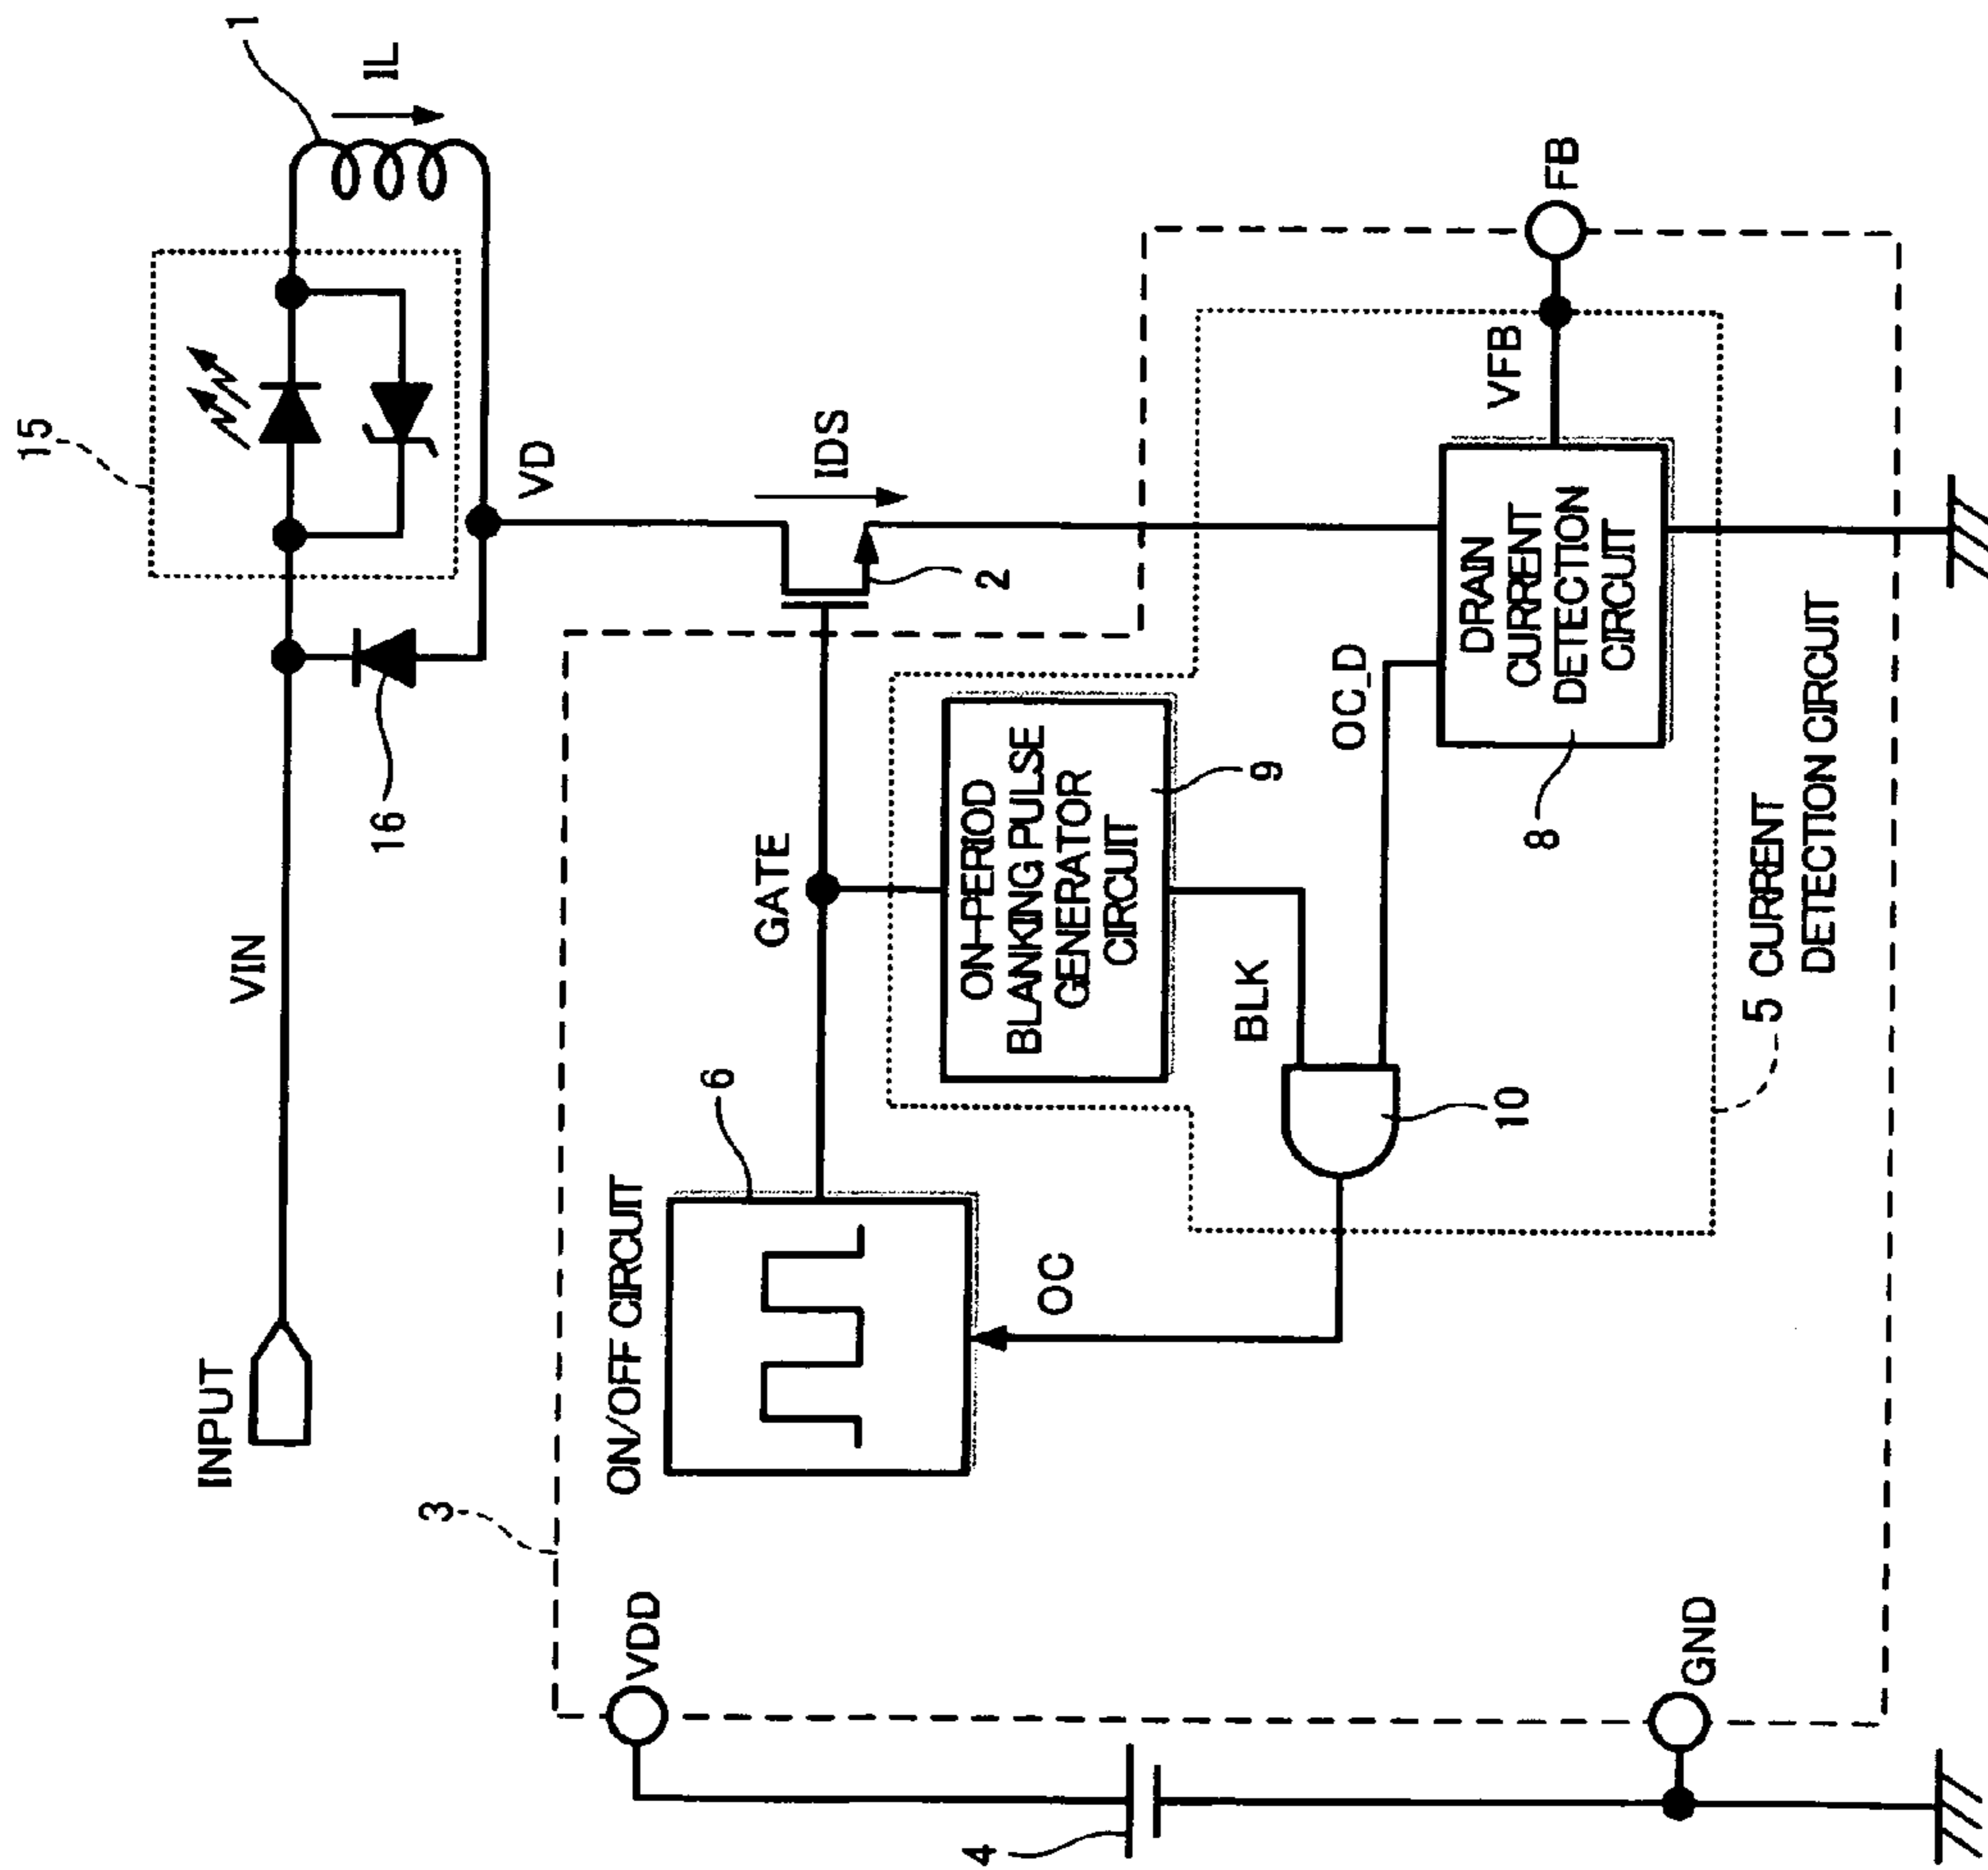 INPUT
VIN
15
1
IL
16
VD
3
ON/OFF CIRCUIT
6
GATE
2
IDS
VDD
ON-PERIOD
BLANKING PULSE
GENERATOR
CIRCUIT
9
OC
BLK
OC_D
10
DRAIN
CURRENT
DETECTION
CIRCUIT
8
VFB
FB
4
GND
5 CURRENT
DETECTION CIRCUIT